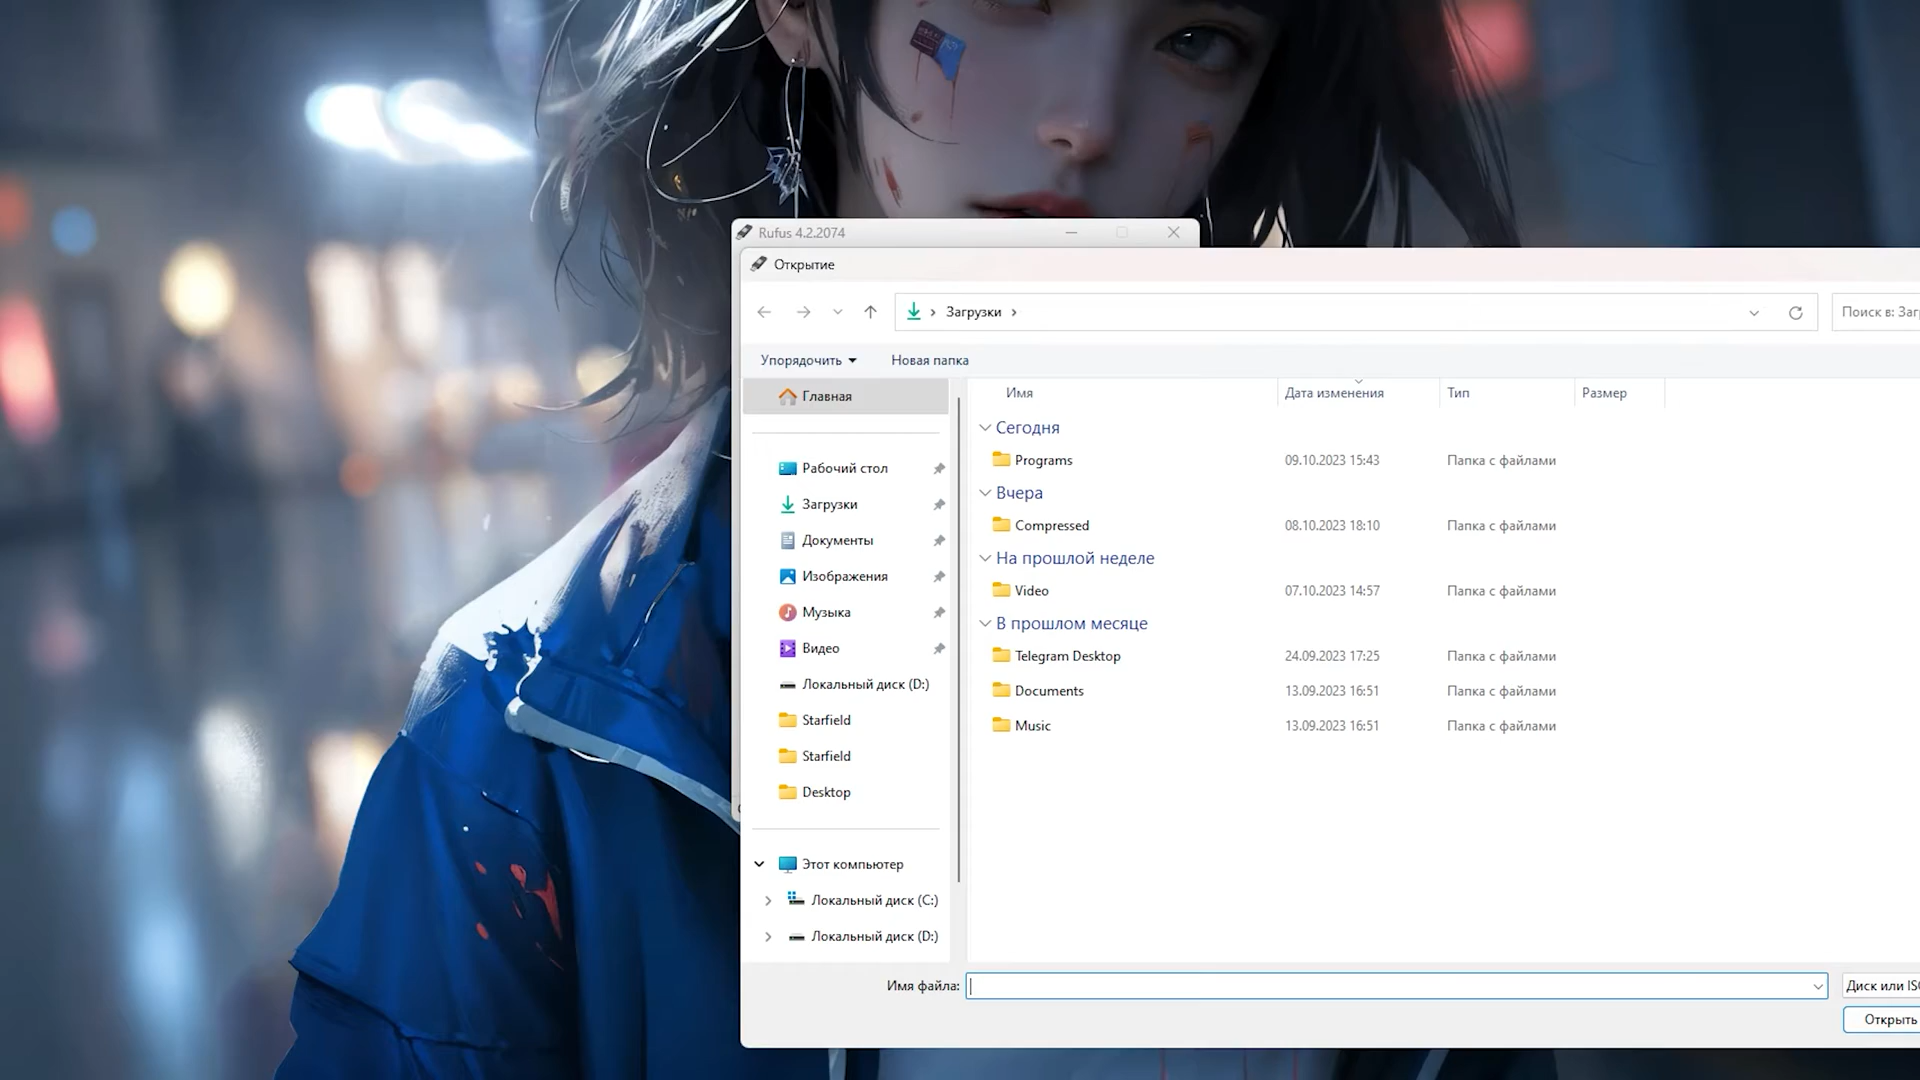 Rufus 4.2.2074
Открытие
Загрузки
Поиск в: Заг
Упорядочить
Новая папка
Главная
Рабочий стол
Загрузки
Документы
Изображения
Музыка
Видео
Локальный диск (D:)
Starfield
Starfield
Desktop
Этот компьютер
Локальный диск (C:)
Локальный диск (D:)
Имя Дата изменения Тип Размер
Сегодня
Programs 09.10.2023 15:43 Папка с файлами
Вчера
Compressed 08.10.2023 18:10 Папка с файлами
На прошлой неделе
Video 07.10.2023 14:57 Папка с файлами
В прошлом месяце
Telegram Desktop 24.09.2023 17:25 Папка с файлами
Documents 13.09.2023 16:51 Папка с файлами
Music 13.09.2023 16:51 Папка с файлами
Имя файла:
Диск или ISO
Открыть